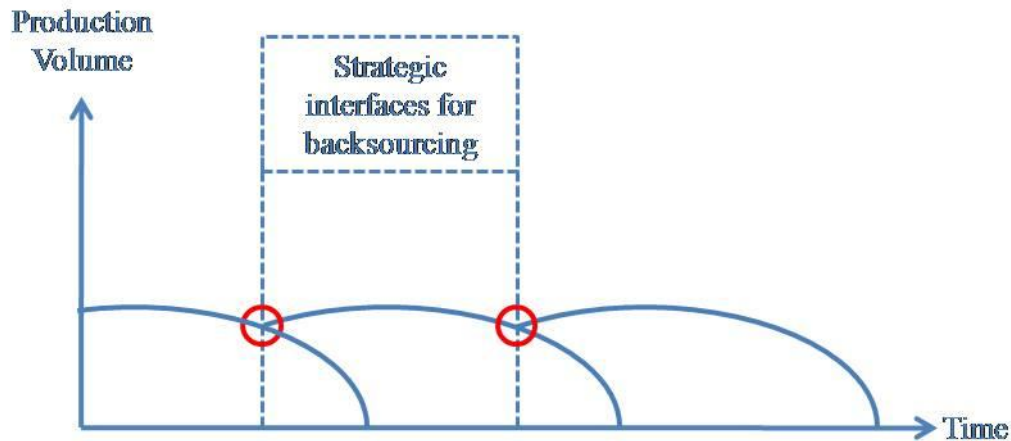 Production
Volume
Strategic
interfaces for
backsourcing
Time